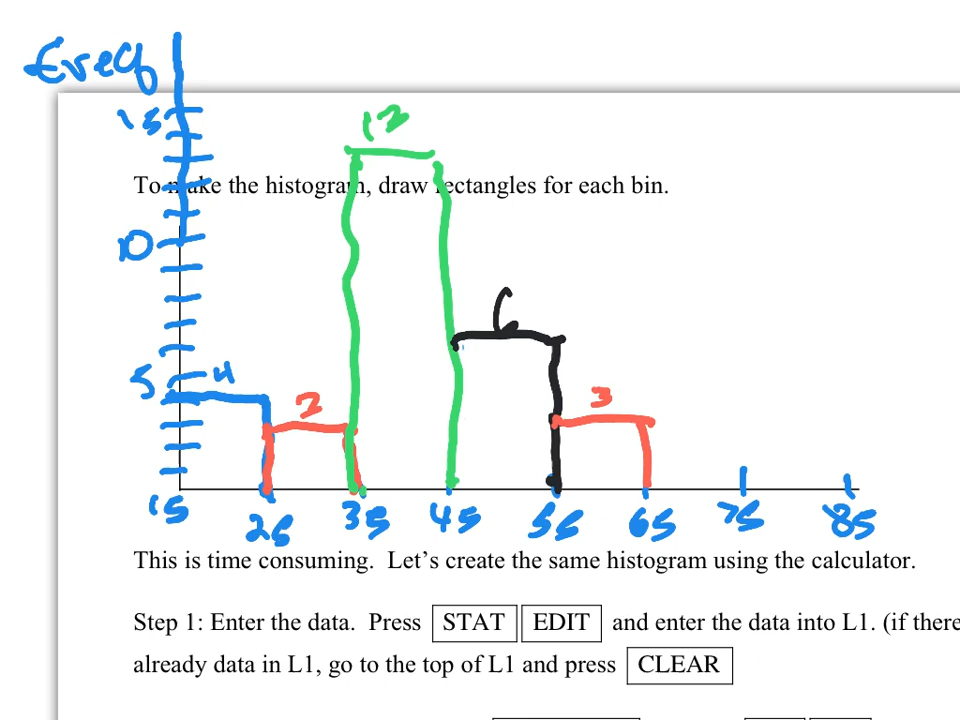 freq
15
13
To make the histogram, draw rectangles for each bin.
10
6
5 4
2 3
15 25 35 45 55 65 75 85
This is time consuming. Let's create the same histogram using the calculator.
Step 1: Enter the data. Press STAT EDIT and enter the data into L1. (if there
already data in L1, go to the top of L1 and press CLEAR